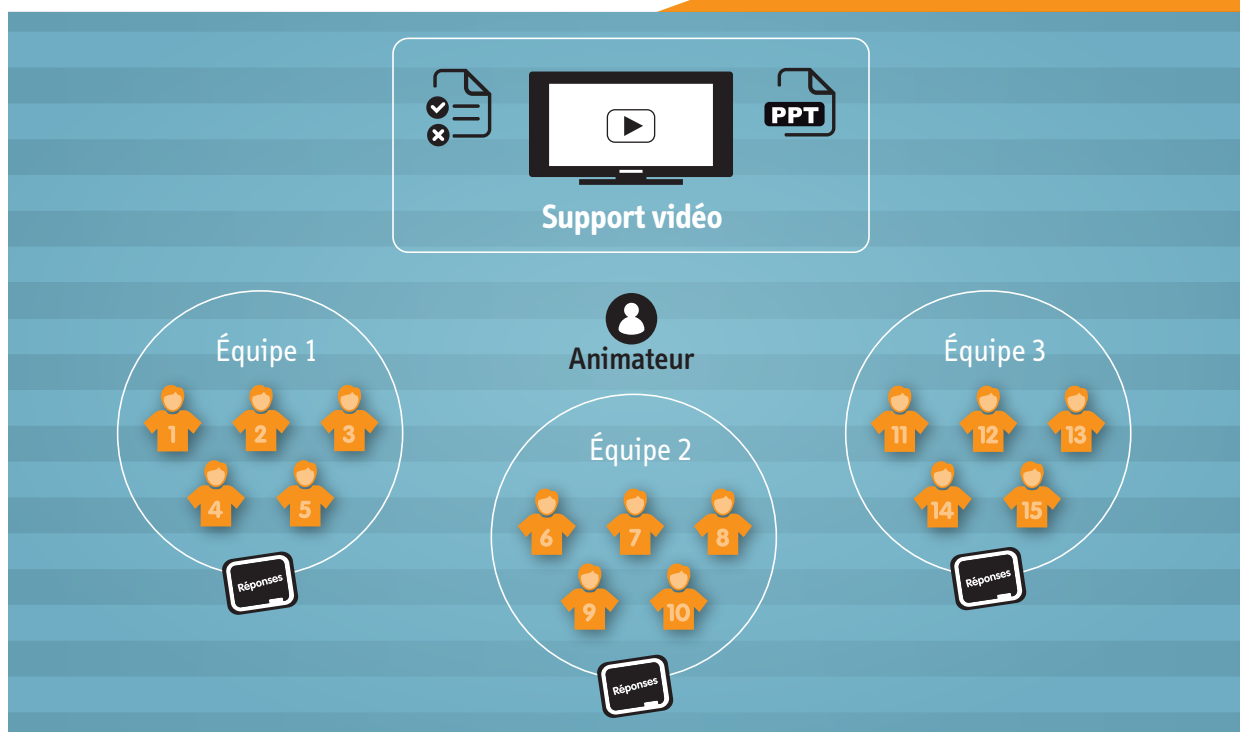 PPT
Support vidéo
Animateur
Équipe 1
1 2 3
4 5
Réponses
Équipe 2
6 7 8
9 10
Réponses
Équipe 3
11 12 13
14 15
Réponses